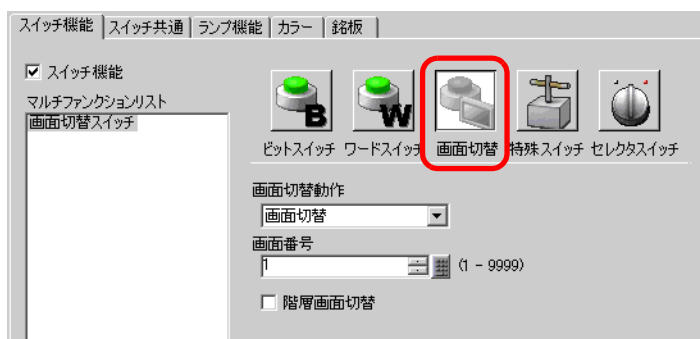 スイッチ機能 スイッチ共通 ランプ機能 カラー 銘板
スイッチ機能
マルチファンクションリスト
画面切替スイッチ
B W
ビットスイッチ ワードスイッチ 画面切替 特殊スイッチ セレクタスイッチ
画面切替動作
画面切替
画面番号
1 (1 - 9999)
階層画面切替